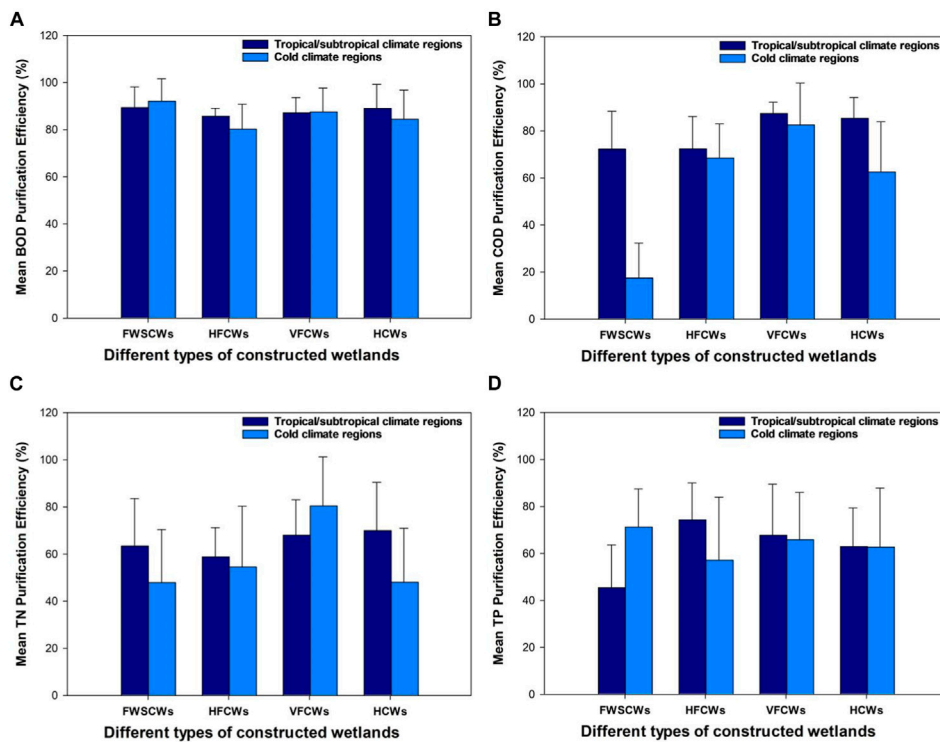 A
120
100
80
60
40
20
0
Mean BOD Purification Efficiency (%)
Tropical/subtropical climate regions
Cold climate regions
FWSCWs HFCWs VFCWs HCWs
Different types of constructed wetlands
B
120
100
80
60
40
20
0
Mean COD Purification Efficiency (%)
Tropical/subtropical climate regions
Cold climate regions
FWSCWs HFCWs VFCWs HCWs
Different types of constructed wetlands
C
120
100
80
60
40
20
0
Mean TN Purification Efficiency (%)
Tropical/subtropical climate regions
Cold climate regions
FWSCWs HFCWs VFCWs HCWs
Different types of constructed wetlands
D
120
100
80
60
40
20
0
Mean TP Purification Efficiency (%)
Tropical/subtropical climate regions
Cold climate regions
FWSCWs HFCWs VFCWs HCWs
Different types of constructed wetlands